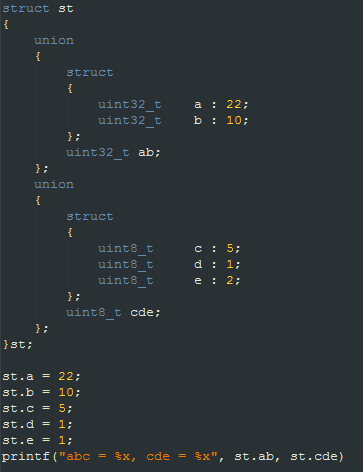 struct st
{
union
{
struct
{
uint32_t a : 22;
uint32_t b : 10;
};
uint32_t ab;
};
union
{
struct
{
uint8_t c : 5;
uint8_t d : 1;
uint8_t e : 2;
};
uint8_t cde;
};
}st;
st.a = 22;
st.b = 10;
st.c = 5;
st.d = 1;
st.e = 1;
printf("abc = %x, cde = %x", st.ab, st.cde)